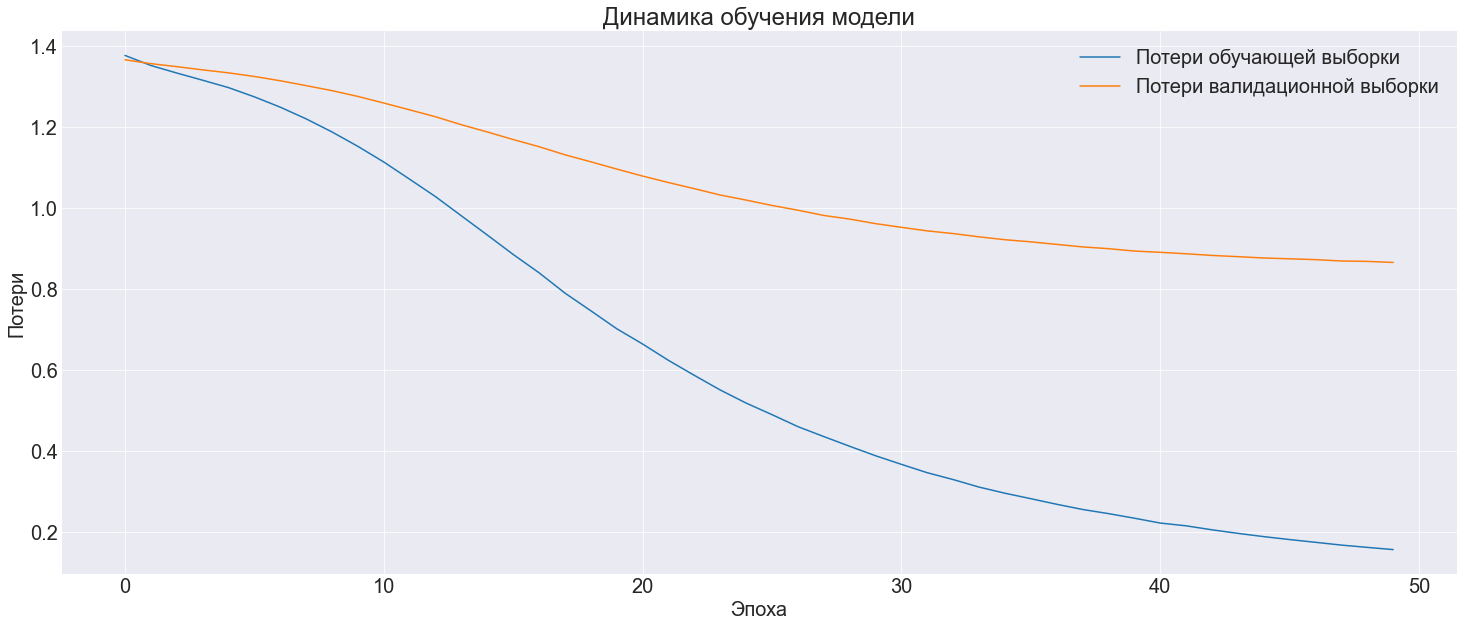 Динамика обучения модели
Потери обучающей выборки
Потери валидационной выборки
Потери
1.4
1.2
1.0
0.8
0.6
0.4
0.2
0 10 20 30 40 50
Эпоха